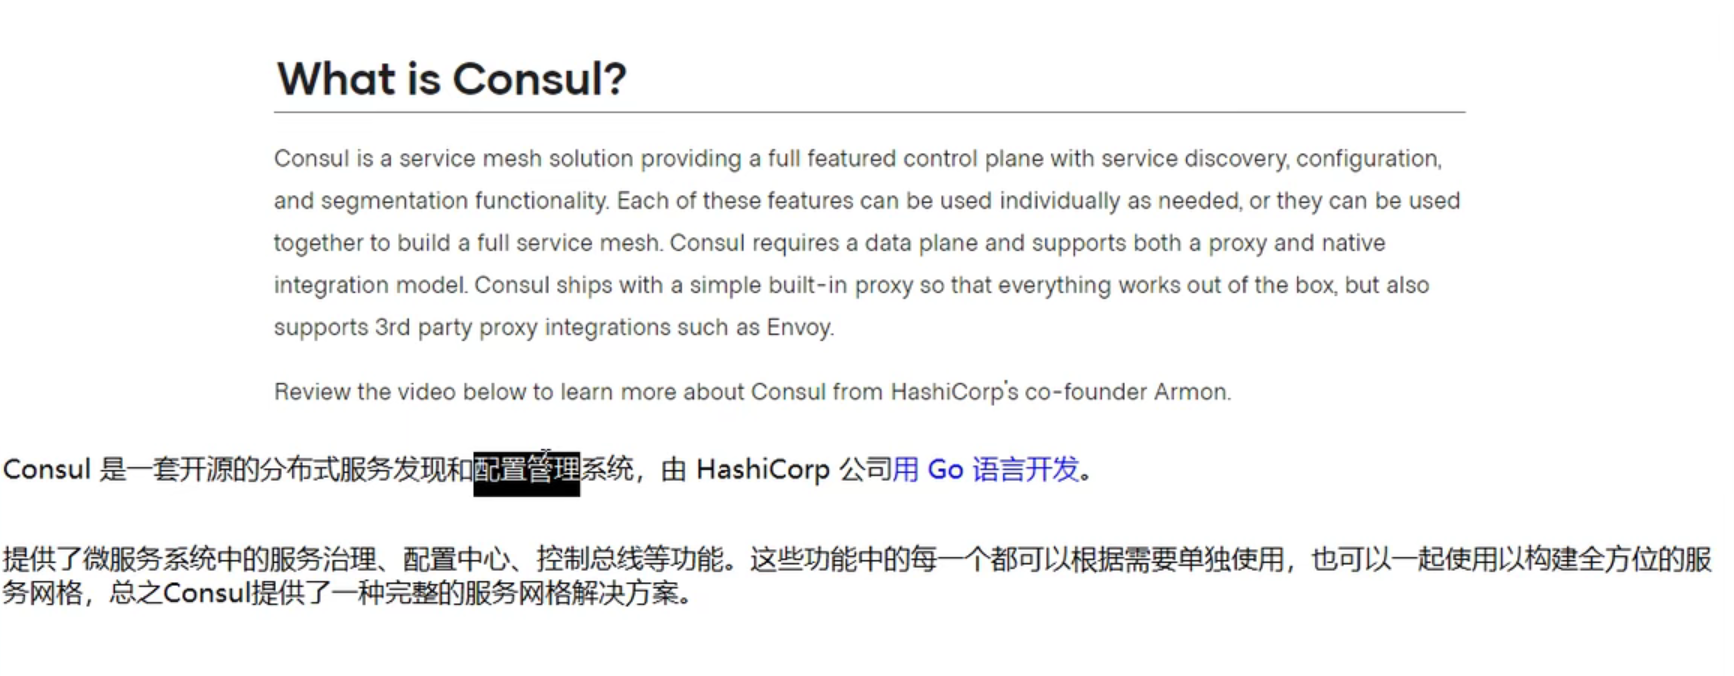 What is Consul?
Consul is a service mesh solution providing a full featured control plane with service discovery, configuration,
and segmentation functionality. Each of these features can be used individually as needed, or they can be used
together to build a full service mesh. Consul requires a data plane and supports both a proxy and native
integration model. Consul ships with a simple built-in proxy so that everything works out of the box, but also
supports 3rd party proxy integrations such as Envoy.
Review the video below to learn more about Consul from HashiCorp's co-founder Armon.
Consul 是一套开源的分布式服务发现和配置管理系统，由 HashiCorp 公司用 Go 语言开发。
提供了微服务系统中的服务治理、配置中心、控制总线等功能。这些功能中的每一个都可以根据需要单独使用，也可以一起使用以构建全方位的服
务网格，总之Consul提供了一种完整的服务网格解决方案。